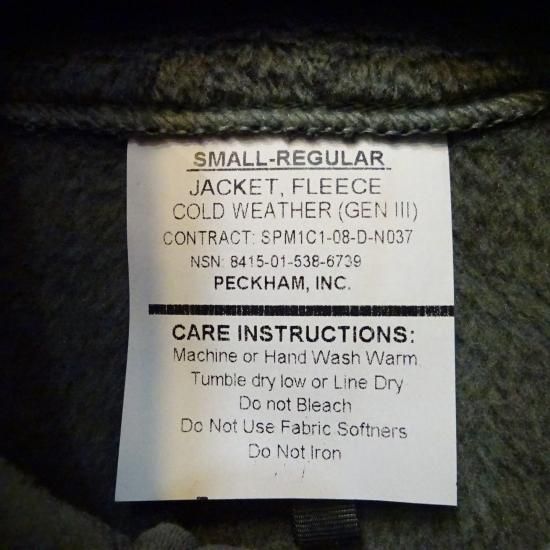 SMALL-REGULAR
JACKET, FLEECE
COLD WEATHER (GEN III)
CONTRACT: SPM1C1-08-D-N037
NSN: 8415-01-538-6739
PECKHAM, INC.
CARE INSTRUCTIONS:
Machine or Hand Wash Warm
Tumble dry low or Line Dry
Do not Bleach
Do Not Use Fabric Softners
Do Not Iron